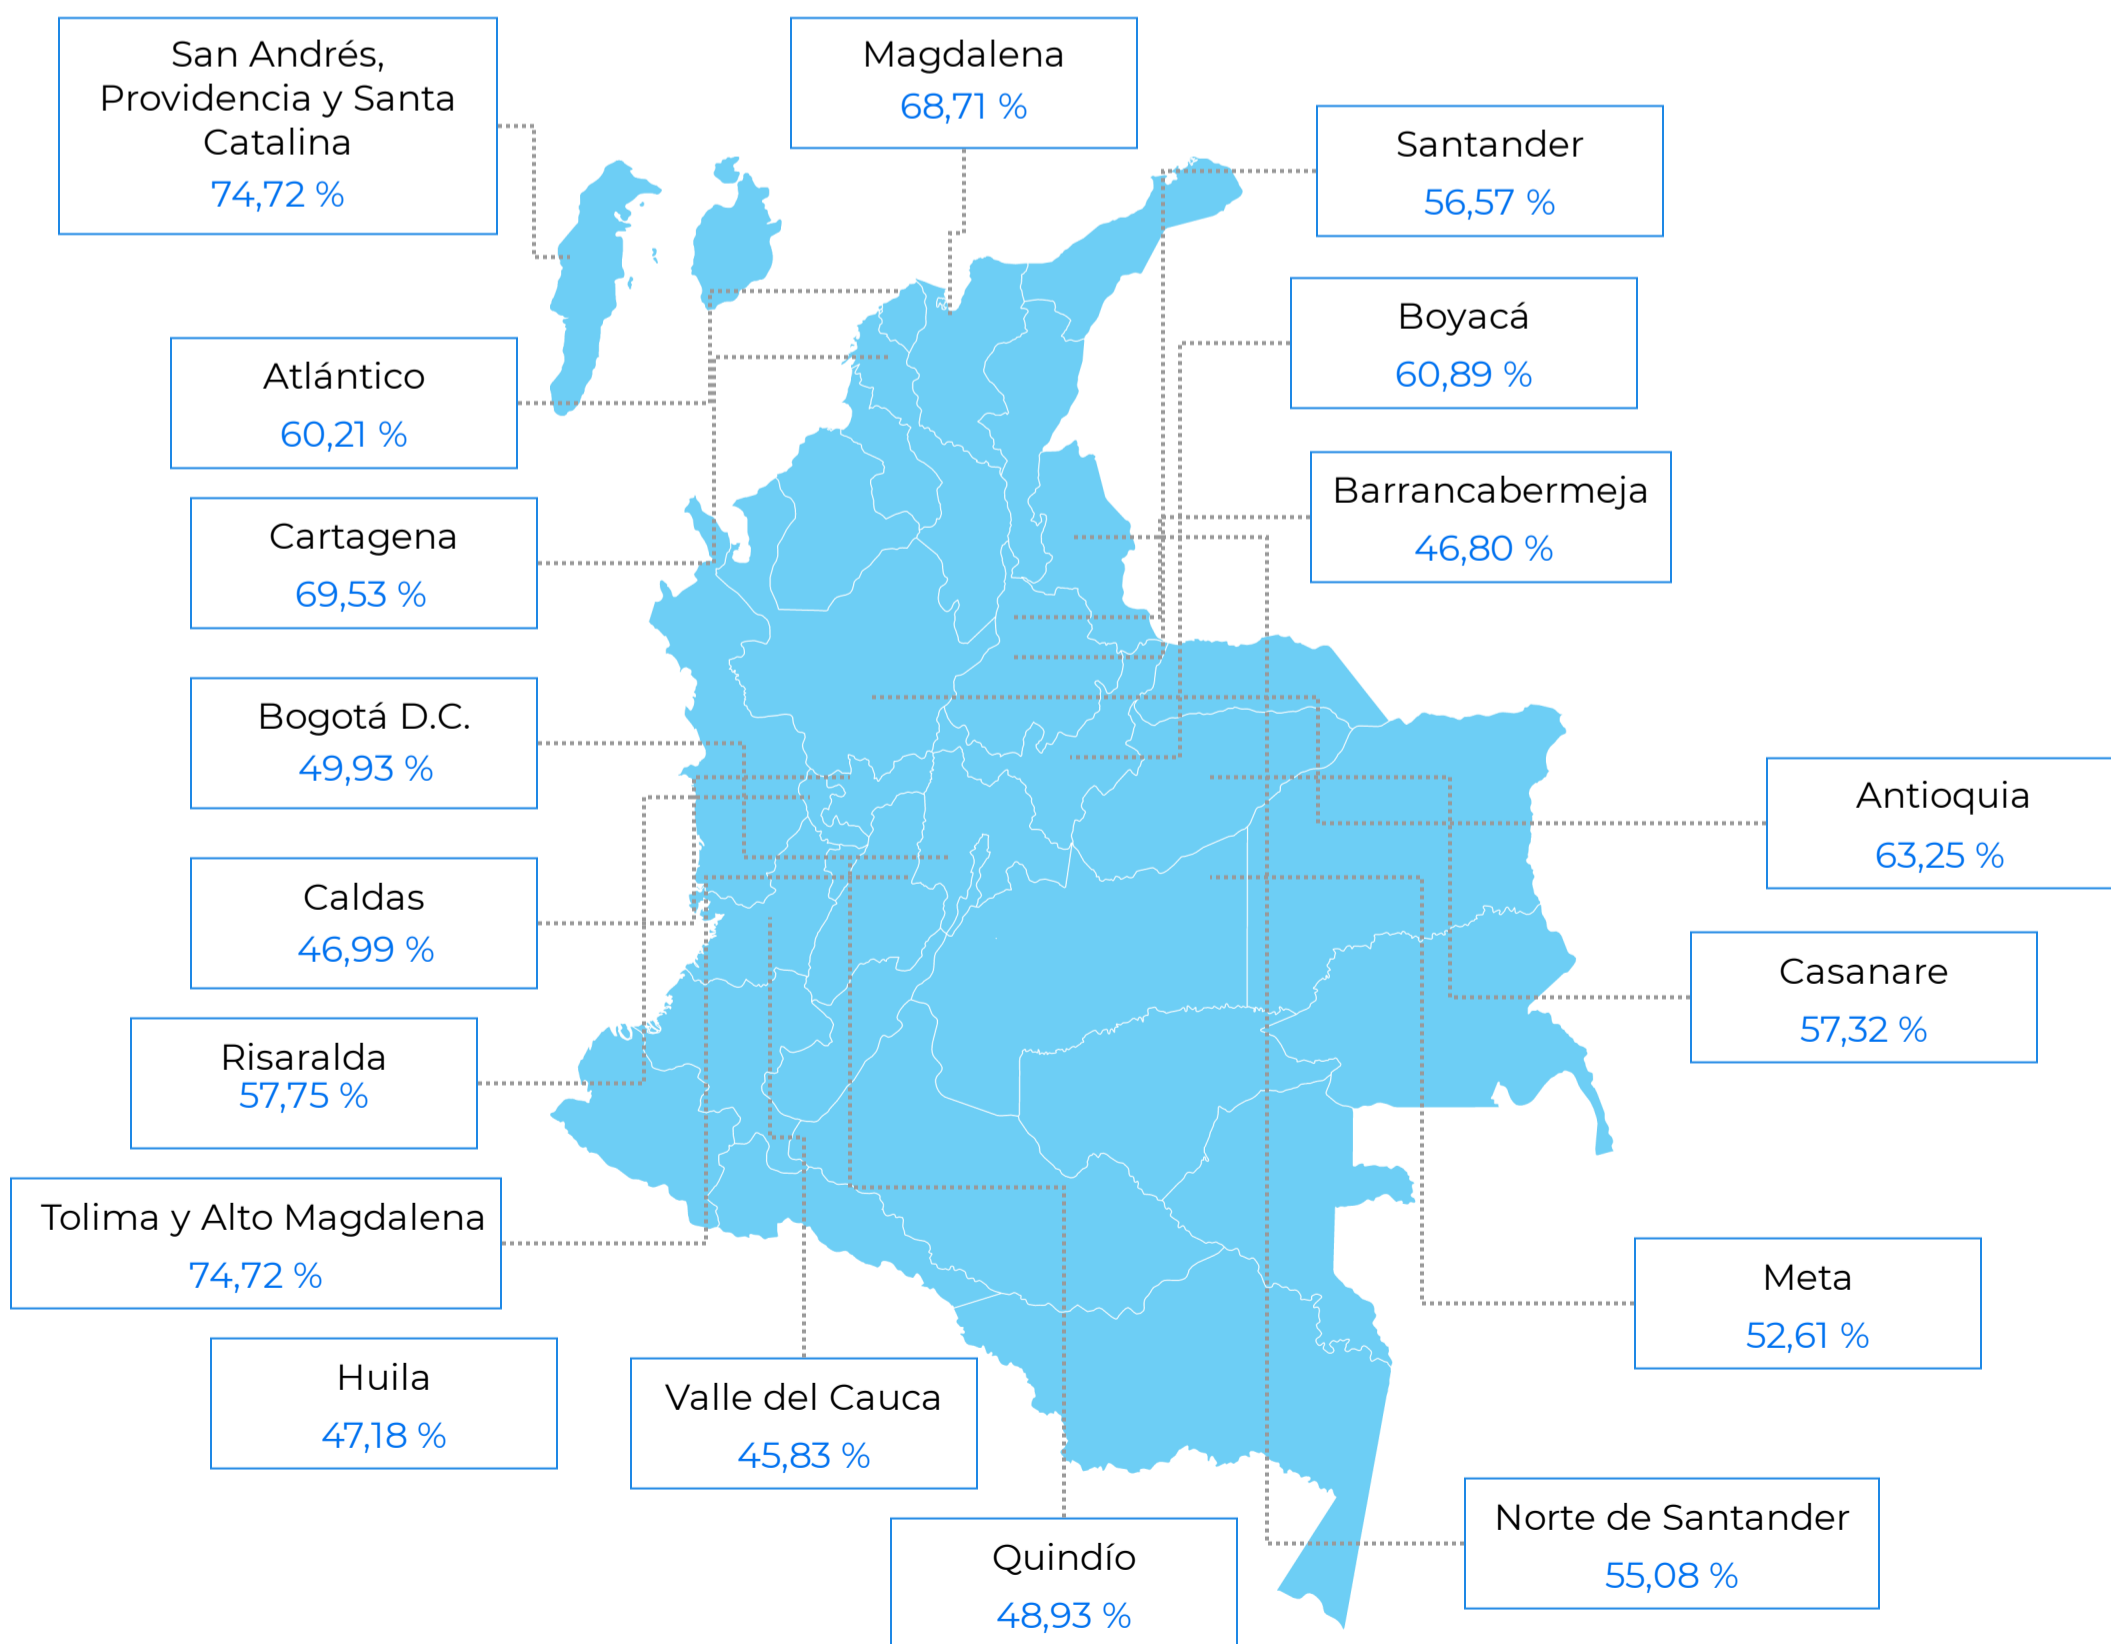 San Andrés,
Providencia y Santa
Catalina
74,72 %
Magdalena
68,71 %
Santander
56,57 %
Boyacá
60,89 %
Atlántico
60,21 %
Barrancabermeja
46,80 %
Cartagena
69,53 %
Bogotá D.C.
49,93 %
Antioquia
63,25 %
Caldas
46,99 %
Casanare
57,32 %
Risaralda
57,75 %
Tolima y Alto Magdalena
74,72 %
Meta
52,61 %
Huila
47,18 %
Valle del Cauca
45,83 %
Norte de Santander
55,08 %
Quindío
48,93 %